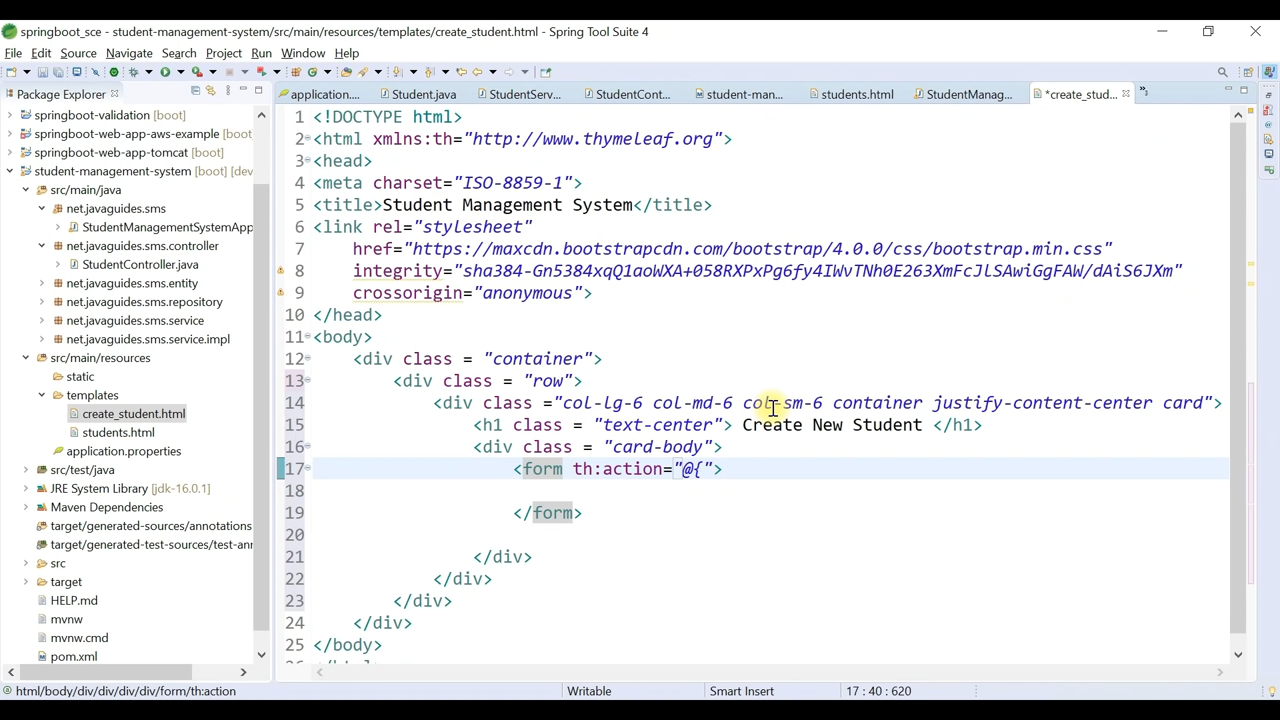 springboot_sce - student-management-system/src/main/resources/templates/create_student.html - Spring Tool Suite 4
File Edit Source Navigate Search Project Run Window Help
Package Explorer
application.... Student.java StudentServ... StudentCont... student-man... students.html StudentManag... *create_stud...
springboot-validation [boot]
springboot-web-app-aws-example [boot
springboot-web-app-tomcat [boot]
student-management-system [boot] [dev
src/main/java
net.javaguides.sms
StudentManagementSystemApp
net.javaguides.sms.controller
StudentController.java
net.javaguides.sms.entity
net.javaguides.sms.repository
net.javaguides.sms.service
net.javaguides.sms.service.impl
src/main/resources
static
templates
create_student.html
students.html
application.properties
src/test/java
JRE System Library [jdk-16.0.1]
Maven Dependencies
target/generated-sources/annotations
target/generated-test-sources/test-ann
src
target
HELP.md
mvnw
mvnw.cmd
pom.xml
1 <!DOCTYPE html>
2 <html xmlns:th="http://www.thymeleaf.org">
3 <head>
4 <meta charset="ISO-8859-1">
5 <title>Student Management System</title>
6 <link rel="stylesheet"
7 href="https://maxcdn.bootstrapcdn.com/bootstrap/4.0.0/css/bootstrap.min.css"
8 integrity="sha384-Gn5384xqQ1aoWXA+058RXPxPg6fy4IWvTNh0E263XmFcJlSAwiGgFAW/dAiS6JXm"
9 crossorigin="anonymous">
10 </head>
11 <body>
12 <div class = "container">
13 <div class = "row">
14 <div class ="col-lg-6 col-md-6 col-sm-6 container justify-content-center card">
15 <h1 class = "text-center"> Create New Student </h1>
16 <div class = "card-body">
17 <form th:action="@{">
18
19 </form>
20
21 </div>
22 </div>
23 </div>
24 </div>
25 </body>
html/body/div/div/div/div/form/th:action
Writable
Smart Insert
17 : 40 : 620